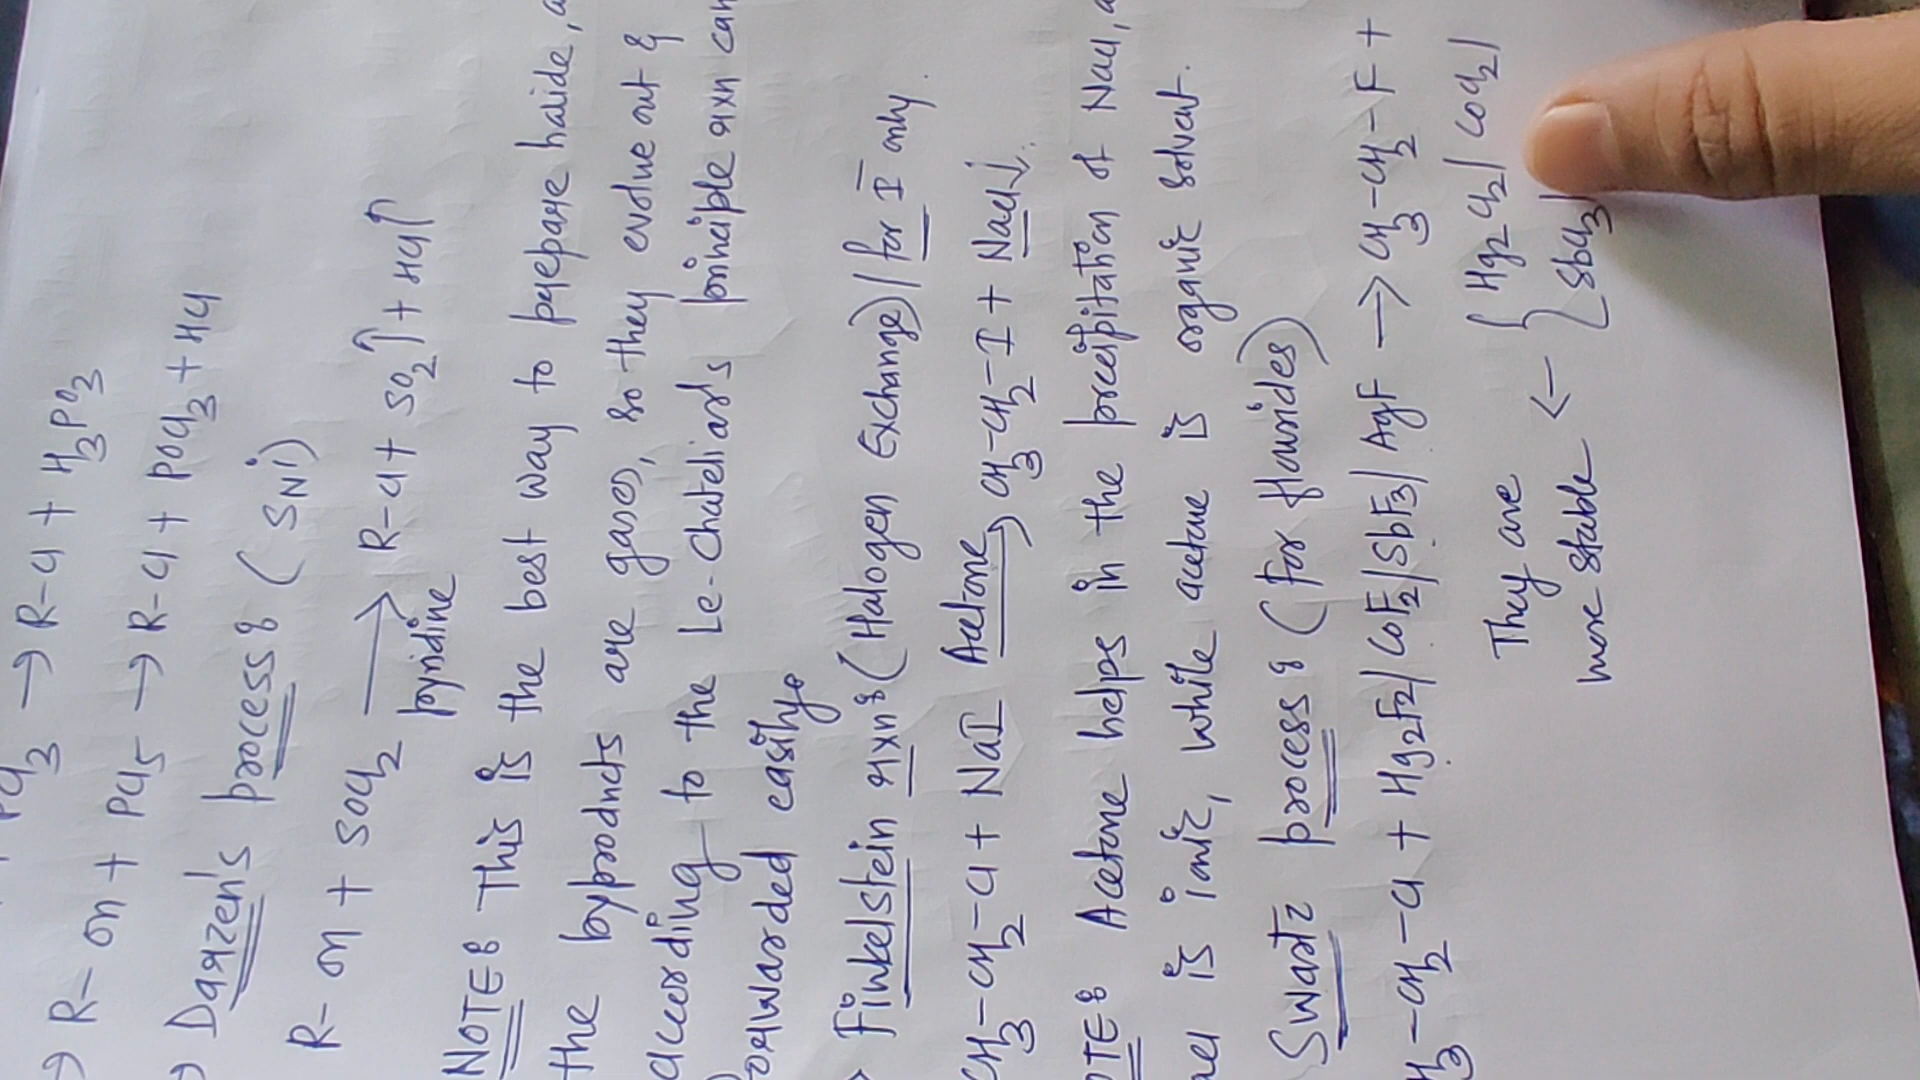 PCl3 → R-Cl + H3PO3
→ R-OH + PCl5 → R-Cl + POCl3 + HCl
→ Darzen's process: (SNi)
R-OH + SOCl2 → R-Cl + SO2↑ + HCl↑
pyridine
NOTE: This is the best way to prepare halide,
the byproducts are gases, so they evolve out &
according to the Le-Chateliar's principle rxn can
forwarded easily.
→ Finkelstein rxn: (Halogen Exchange) / for I⁻ only.
CH3-CH2-Cl + NaI Acetone → CH3-CH2-I + NaCl↓.
NOTE: Acetone helps in the precipitation of NaCl,
NaCl is ionic, while acetone is organic solvent.
Swartz process: (for flourides)
CH3-CH2-Cl + Hg2F2 / CoF2 / SbF3 / AgF → CH3-CH2-F +
They are more stable ← { Hg2Cl2 / CoCl2 /
SbCl3 /